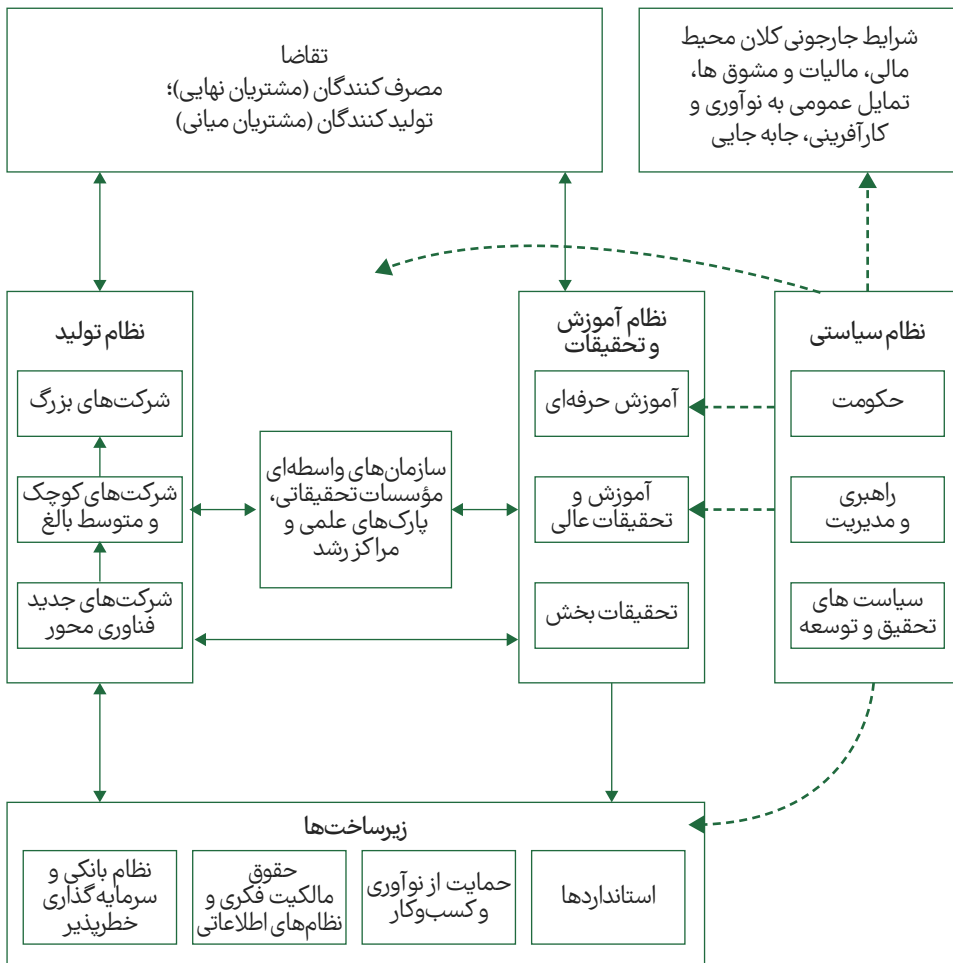 شرایط جارجونی کلان محیط
مالی، مالیات و مشوق ها،
تمایل عمومی به نوآوری و
کارآفرینی، جابه جایی
تقاضا
مصرف‌کنندگان (مشتریان نهایی)؛
تولیدکنندگان (مشتریان میانی)
نظام سیاستی
حکومت
راهبری
و مدیریت
سیاست های
تحقیق و توسعه
نظام آموزش
و تحقیقات
آموزش حرفه‌ای
آموزش و
تحقیقات عالی
تحقیقات بخش
سازمان‌های واسطه‌ای
مؤسسات تحقیقاتی،
پارک‌های علمی و
مراکز رشد
نظام تولید
شرکت‌های بزرگ
شرکت‌های کوچک
و متوسط بالغ
شرکت‌های جدید
فناوری محور
زیرساخت‌ها
استانداردها
حمایت از نوآوری
و کسب‌وکار
حقوق
مالکیت فکری و
نظام‌های اطلاعاتی
نظام بانکی و
سرمایه گذاری
خطرپذیر